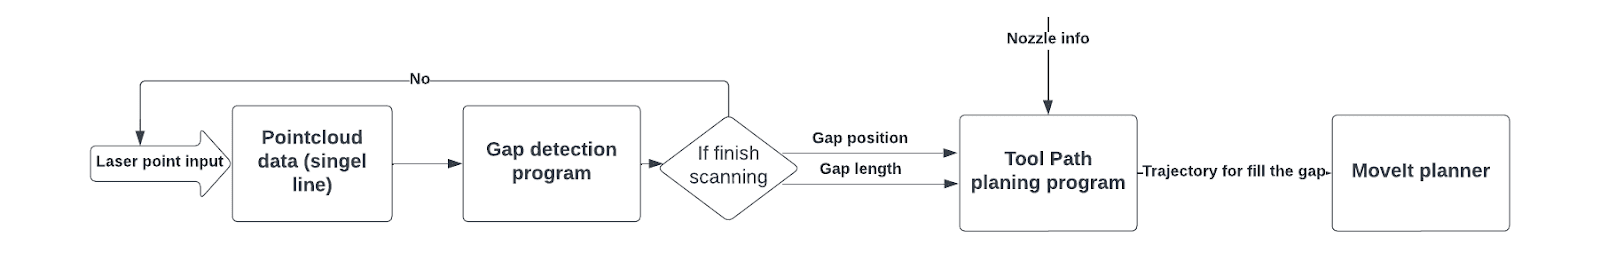 Nozzle info
No
Laser point input
Pointcloud
data (singel
line)
Gap detection
program
If finish
scanning
Gap position
Gap length
Tool Path
planing program
Trajectory for fill the gap
MoveIt planner